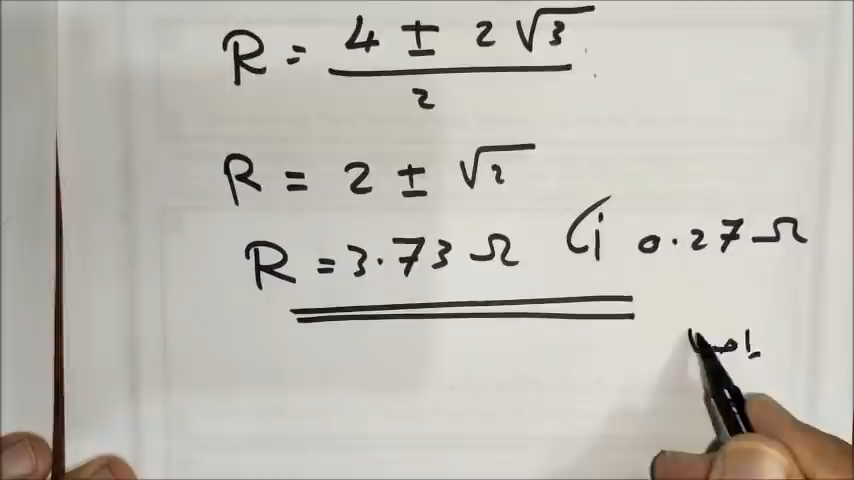 R = 4 ± 2√3 / 2
R = 2 ± √2
R = 3.73 Ω أو 0.27 Ω